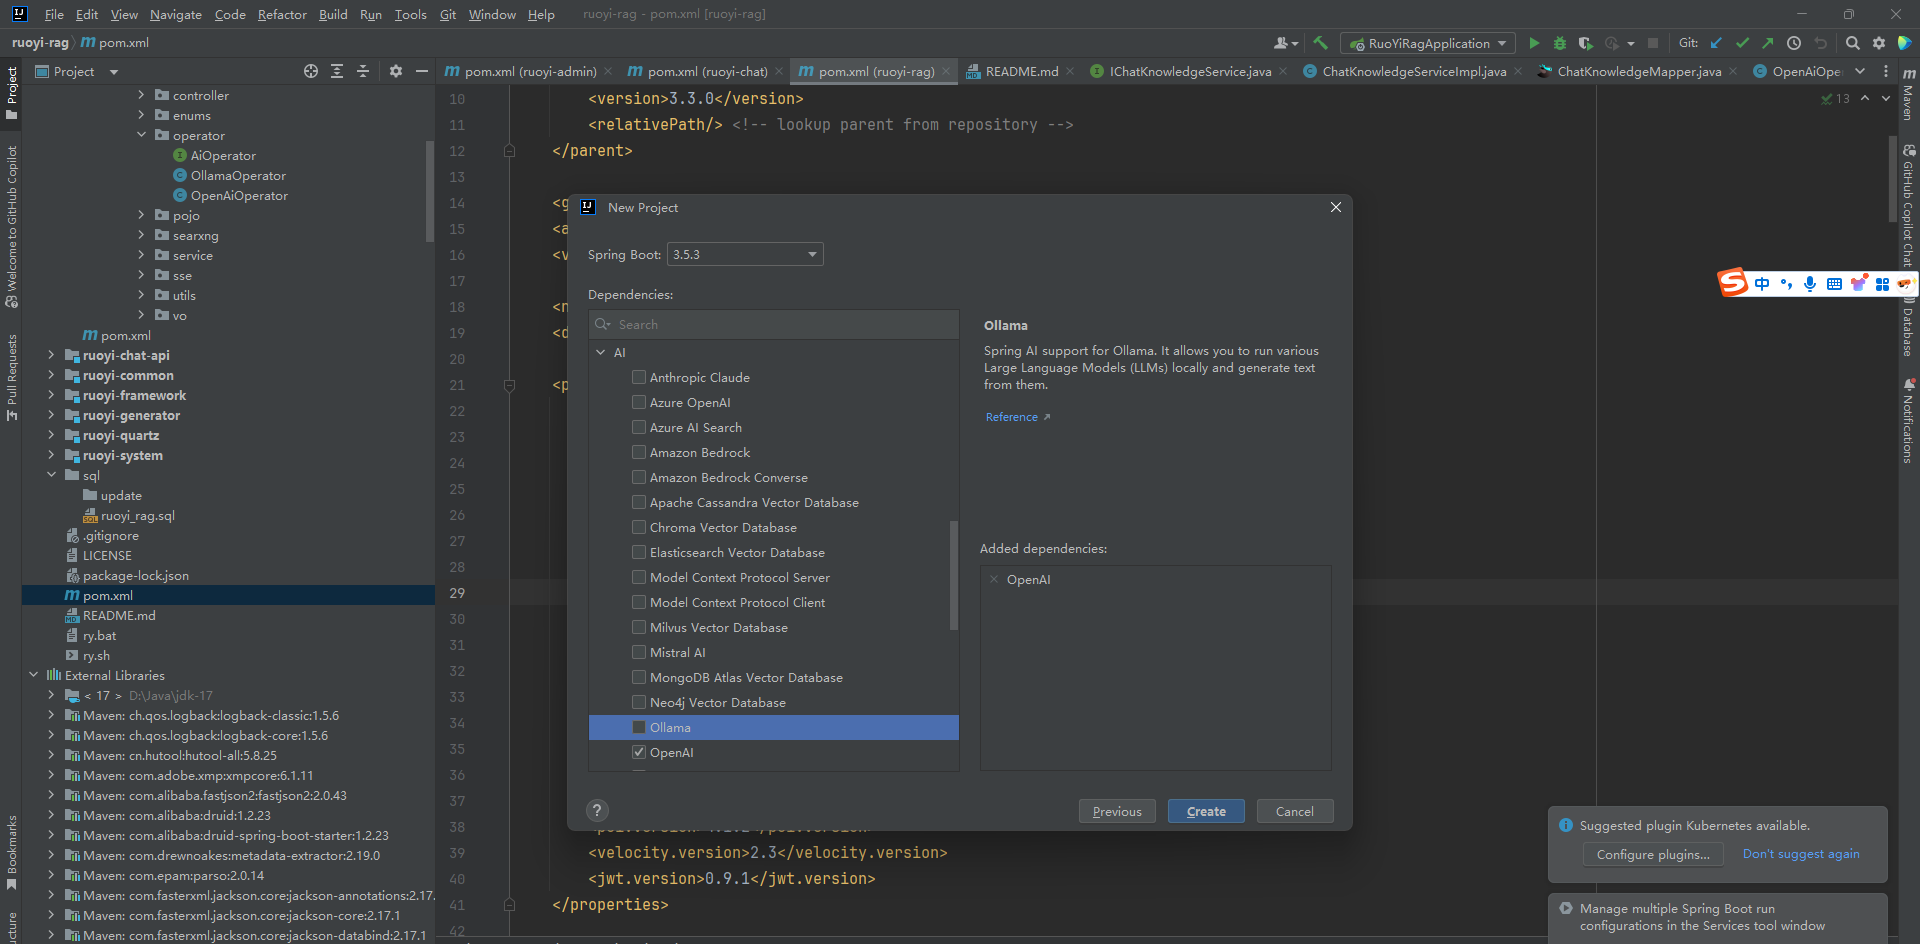 File Edit View Navigate Code Refactor Build Run Tools Git Window Help ruoyi-rag - pom.xml [ruoyi-rag]
ruoyi-rag pom.xml RuoYiRagApplication Git:
Project
pom.xml (ruoyi-admin) pom.xml (ruoyi-chat) pom.xml (ruoyi-rag) README.md IChatKnowledgeService.java ChatKnowledgeServiceImpl.java ChatKnowledgeMapper.java OpenAiOpe
Project
Welcome to GitHub Copilot
Pull Requests
Bookmarks
ucture
controller
enums
operator
AiOperator
OllamaOperator
OpenAiOperator
pojo
searxng
service
sse
utils
vo
pom.xml
ruoyi-chat-api
ruoyi-common
ruoyi-framework
ruoyi-generator
ruoyi-quartz
ruoyi-system
sql
update
ruoyi_rag.sql
.gitignore
LICENSE
package-lock.json
pom.xml
README.md
ry.bat
ry.sh
External Libraries
< 17 > D:\Java\jdk-17
Maven: ch.qos.logback:logback-classic:1.5.6
Maven: ch.qos.logback:logback-core:1.5.6
Maven: cn.hutool:hutool-all:5.8.25
Maven: com.adobe.xmp:xmpcore:6.1.11
Maven: com.alibaba.fastjson2:fastjson2:2.0.43
Maven: com.alibaba:druid:1.2.23
Maven: com.alibaba:druid-spring-boot-starter:1.2.23
Maven: com.drewnoakes:metadata-extractor:2.19.0
Maven: com.epam:parso:2.0.14
Maven: com.fasterxml.jackson.core:jackson-annotations:2.17.
Maven: com.fasterxml.jackson.core:jackson-core:2.17.1
Maven: com.fasterxml.jackson.core:jackson-databind:2.17.1
10 <version>3.3.0</version>
11 <relativePath/> <!-- lookup parent from repository -->
12 </parent>
13
14 <g
15 <a
16 <v
17
18 <n
19 <d
20
21 <p
22
23
24
25
26
27
28
29
30
31
32
33
34
35
36
37
38
39 <velocity.version>2.3</velocity.version>
40 <jwt.version>0.9.1</jwt.version>
41 </properties>
42
13
New Project
Spring Boot: 3.5.3
Dependencies:
Search
AI
Anthropic Claude
Azure OpenAI
Azure AI Search
Amazon Bedrock
Amazon Bedrock Converse
Apache Cassandra Vector Database
Chroma Vector Database
Elasticsearch Vector Database
Model Context Protocol Server
Model Context Protocol Client
Milvus Vector Database
Mistral AI
MongoDB Atlas Vector Database
Neo4j Vector Database
Ollama
OpenAI
Ollama
Spring AI support for Ollama. It allows you to run various
Large Language Models (LLMs) locally and generate text
from them.
Reference ↗
Added dependencies:
OpenAI
? Previous Create Cancel
Maven
GitHub Copilot Chat
Database
Notifications
中
Suggested plugin Kubernetes available.
Configure plugins... Don't suggest again
Manage multiple Spring Boot run
configurations in the Services tool window